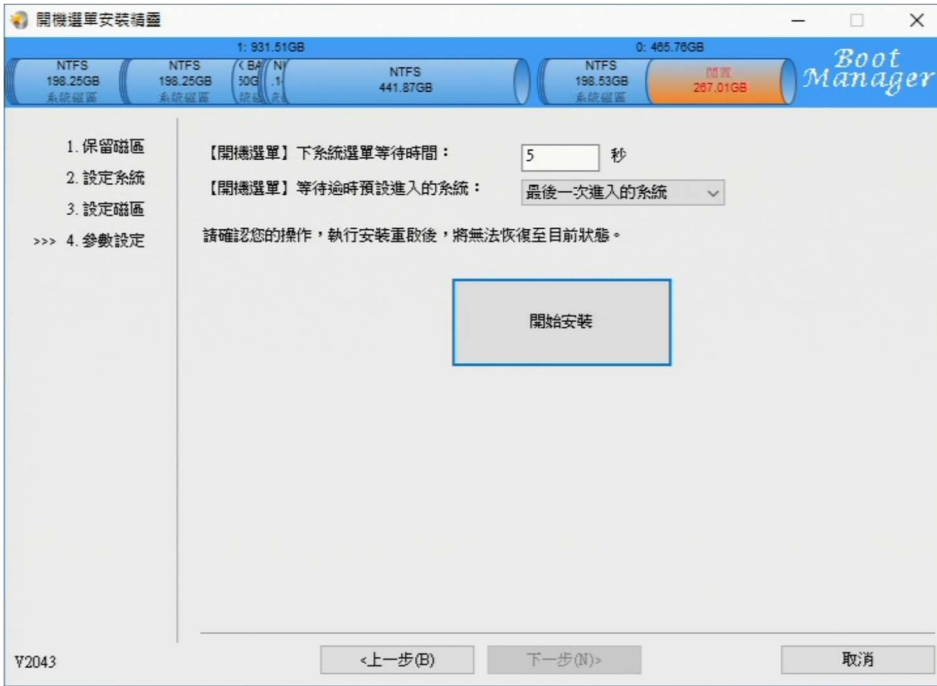 開機選單安裝精靈
1: 931.51GB
0: 465.76GB
NTFS
198.25GB
系統磁區
NTFS
198.25GB
系統磁區
NTFS
441.87GB
NTFS
198.53GB
系統磁區
閒置
267.01GB
Boot
Manager
1. 保留磁區
2. 設定系統
3. 設定磁區
>>> 4. 參數設定
【開機選單】下系統選單等待時間：
5
秒
【開機選單】等待逾時預設進入的系統：
最後一次進入的系統
請確認您的操作，執行安裝重啟後，將無法恢復至目前狀態。
開始安裝
V2043
<上一步(B)
下一步(N)>
取消